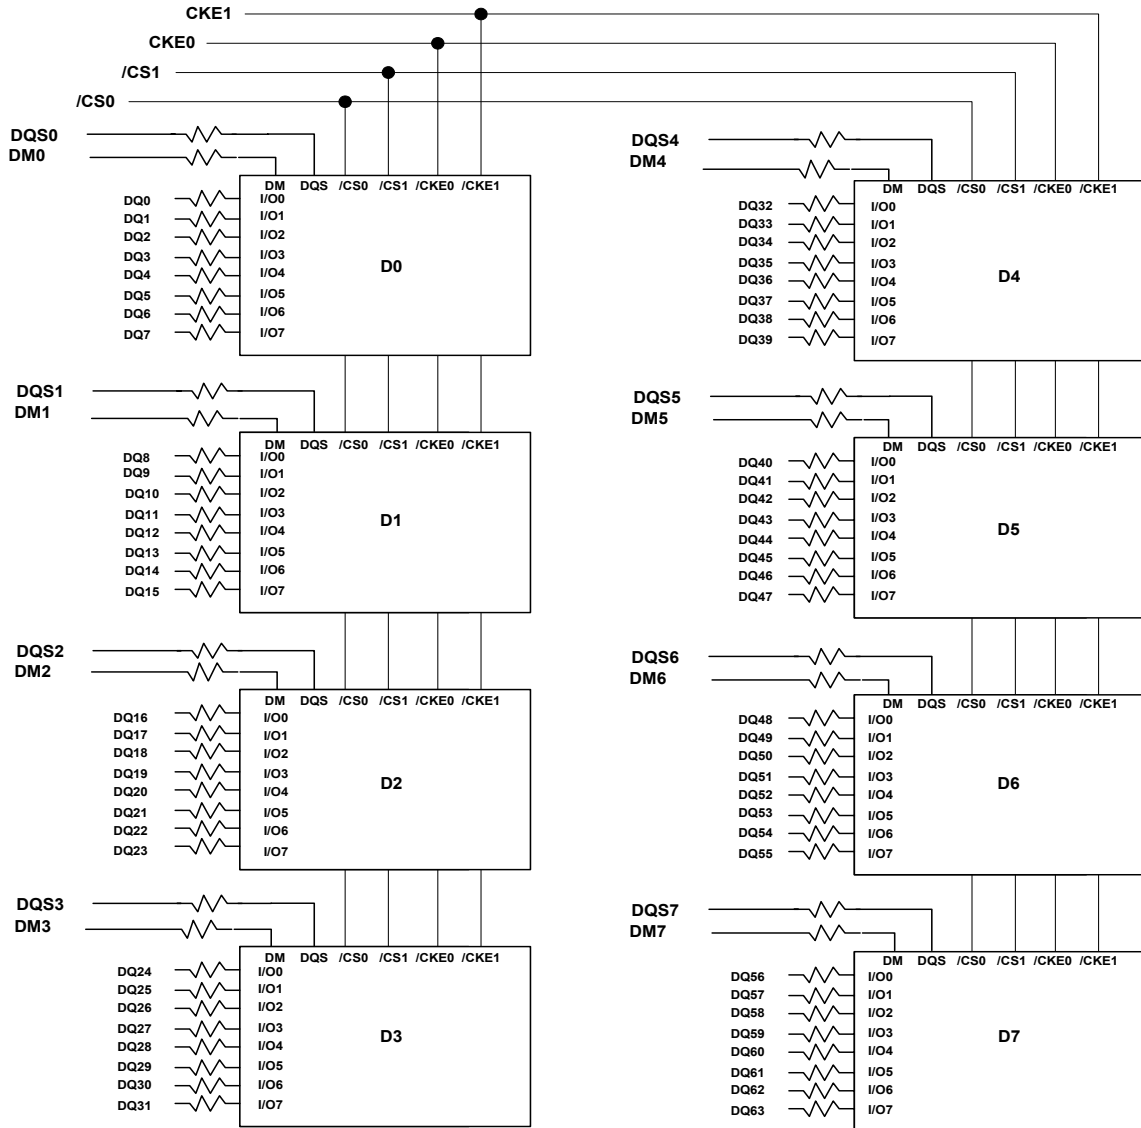 CKE1
CKE0
/CS1
/CS0
DQS0
DM0
DM DQS /CS0 /CS1 /CKE0 /CKE1
DQ0 I/O0
DQ1 I/O1
DQ2 I/O2
DQ3 I/O3
DQ4 I/O4
DQ5 I/O5
DQ6 I/O6
DQ7 I/O7
D0
DQS1
DM1
DM DQS /CS0 /CS1 /CKE0 /CKE1
DQ8 I/O0
DQ9 I/O1
DQ10 I/O2
DQ11 I/O3
DQ12 I/O4
DQ13 I/O5
DQ14 I/O6
DQ15 I/O7
D1
DQS2
DM2
DM DQS /CS0 /CS1 /CKE0 /CKE1
DQ16 I/O0
DQ17 I/O1
DQ18 I/O2
DQ19 I/O3
DQ20 I/O4
DQ21 I/O5
DQ22 I/O6
DQ23 I/O7
D2
DQS3
DM3
DM DQS /CS0 /CS1 /CKE0 /CKE1
DQ24 I/O0
DQ25 I/O1
DQ26 I/O2
DQ27 I/O3
DQ28 I/O4
DQ29 I/O5
DQ30 I/O6
DQ31 I/O7
D3
DQS4
DM4
DM DQS /CS0 /CS1 /CKE0 /CKE1
DQ32 I/O0
DQ33 I/O1
DQ34 I/O2
DQ35 I/O3
DQ36 I/O4
DQ37 I/O5
DQ38 I/O6
DQ39 I/O7
D4
DQS5
DM5
DM DQS /CS0 /CS1 /CKE0 /CKE1
DQ40 I/O0
DQ41 I/O1
DQ42 I/O2
DQ43 I/O3
DQ44 I/O4
DQ45 I/O5
DQ46 I/O6
DQ47 I/O7
D5
DQS6
DM6
DM DQS /CS0 /CS1 /CKE0 /CKE1
DQ48 I/O0
DQ49 I/O1
DQ50 I/O2
DQ51 I/O3
DQ52 I/O4
DQ53 I/O5
DQ54 I/O6
DQ55 I/O7
D6
DQS7
DM7
DM DQS /CS0 /CS1 /CKE0 /CKE1
DQ56 I/O0
DQ57 I/O1
DQ58 I/O2
DQ59 I/O3
DQ60 I/O4
DQ61 I/O5
DQ62 I/O6
DQ63 I/O7
D7